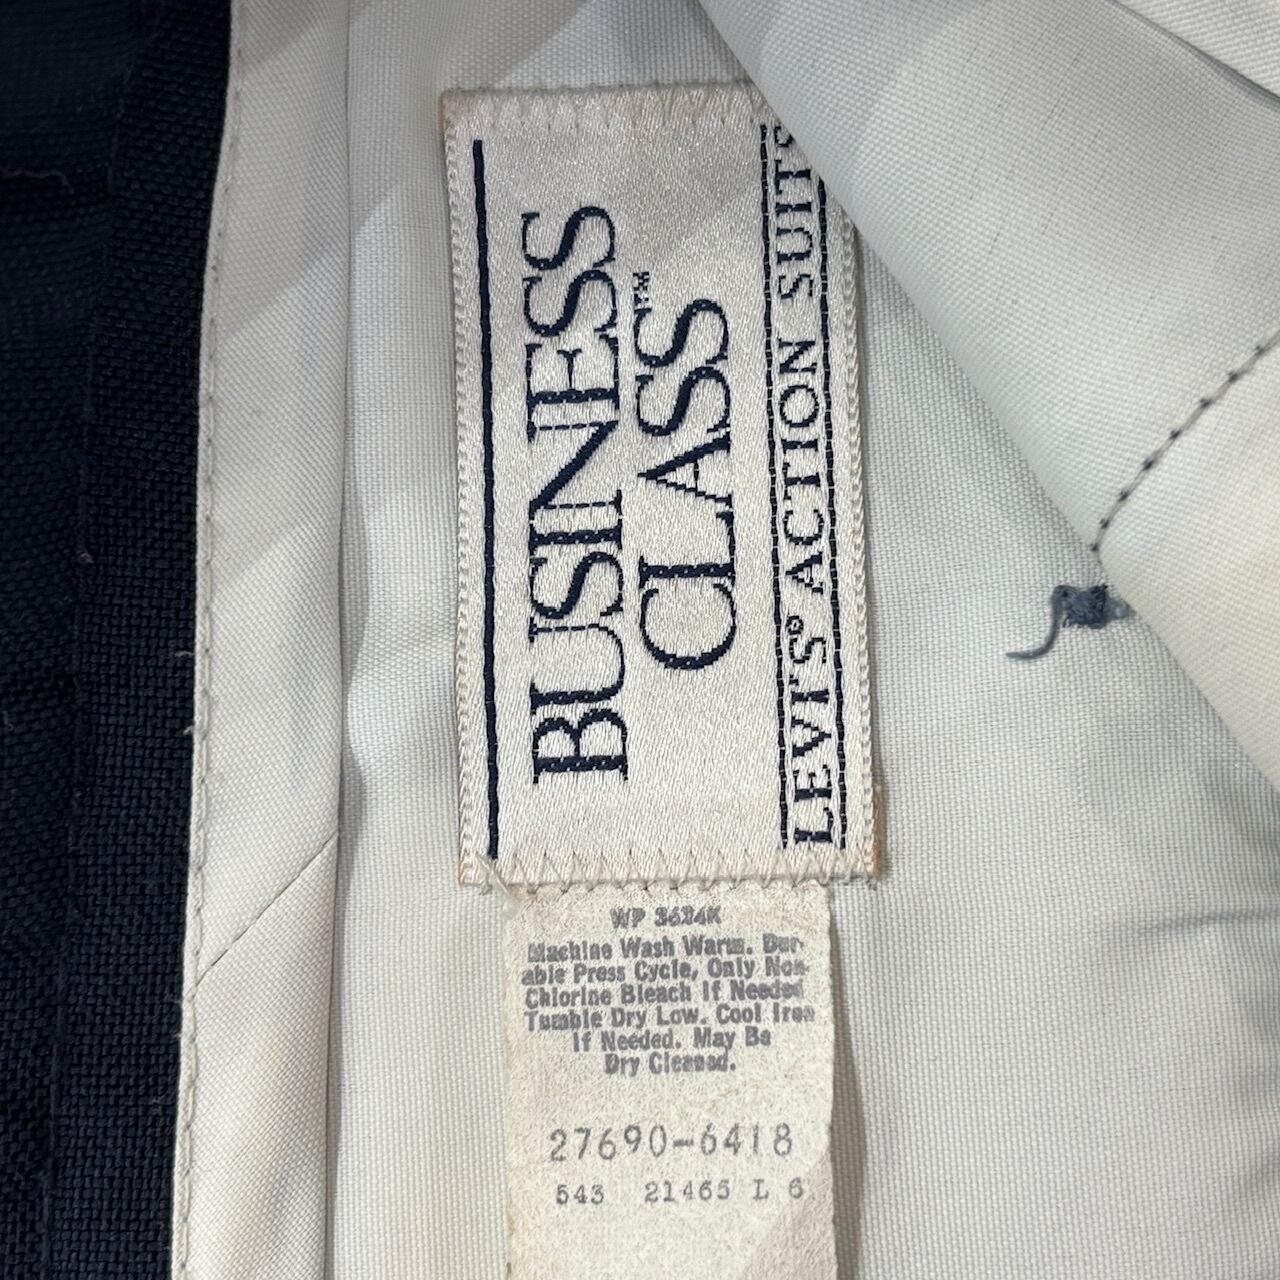 BUSINESS
CLASS™
LEVI'S® ACTION SUITS
WP 3634K
Machine Wash Warm. Dur-
able Press Cycle, Only Non-
Chlorine Bleach If Needed
Tumble Dry Low. Cool Iron
If Needed. May Be
Dry Cleaned.
27690-6418
543 21465 L 6